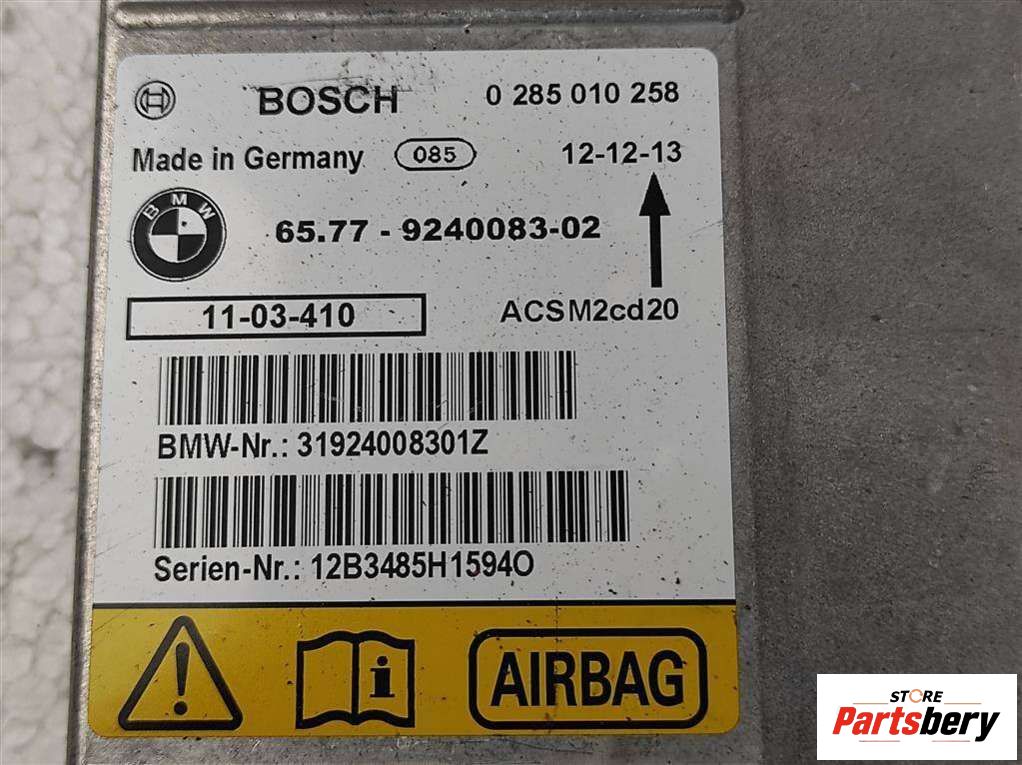 BOSCH 0 285 010 258
Made in Germany 085 12-12-13
BMW 65.77 - 9240083-02
11-03-410 ACSM2cd20
BMW-Nr.: 31924008301Z
Serien-Nr.: 12B3485H1594O
AIRBAG
STORE
Partsbery